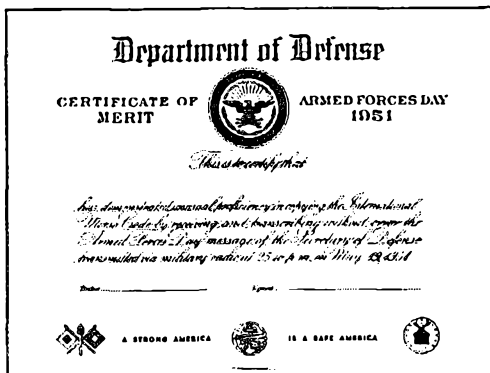 Department of Defense
CERTIFICATE OF MERIT
ARMED FORCES DAY 1951
This is to certify that
has demonstrated unusual proficiency in copying the International
Morse Code by receiving and transcribing without error the
Armed Forces Day message of the Secretary of Defense
transmitted via military radio at 25 w p m on May 19, 1951
A STRONG AMERICA IS A SAFE AMERICA